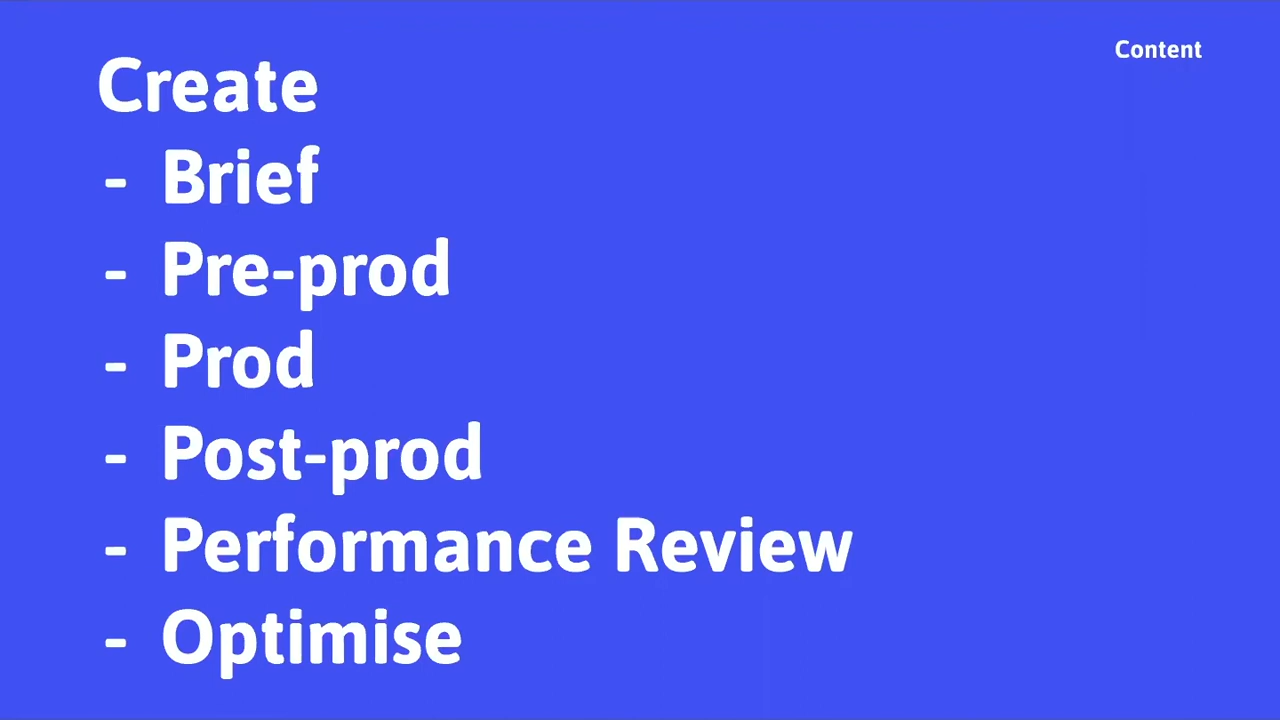 Content
Create
- Brief
- Pre-prod
- Prod
- Post-prod
- Performance Review
- Optimise